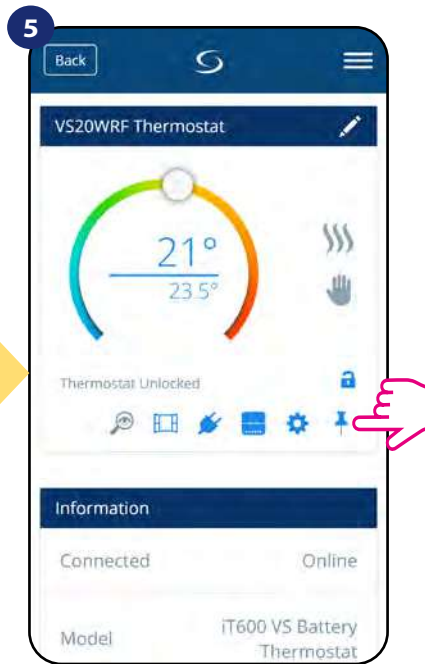 5
Back
VS20WRF Thermostat
21°
23 5°
Thermostat Unlocked
Information
Connected Online
Model iT600 VS Battery
Thermostat